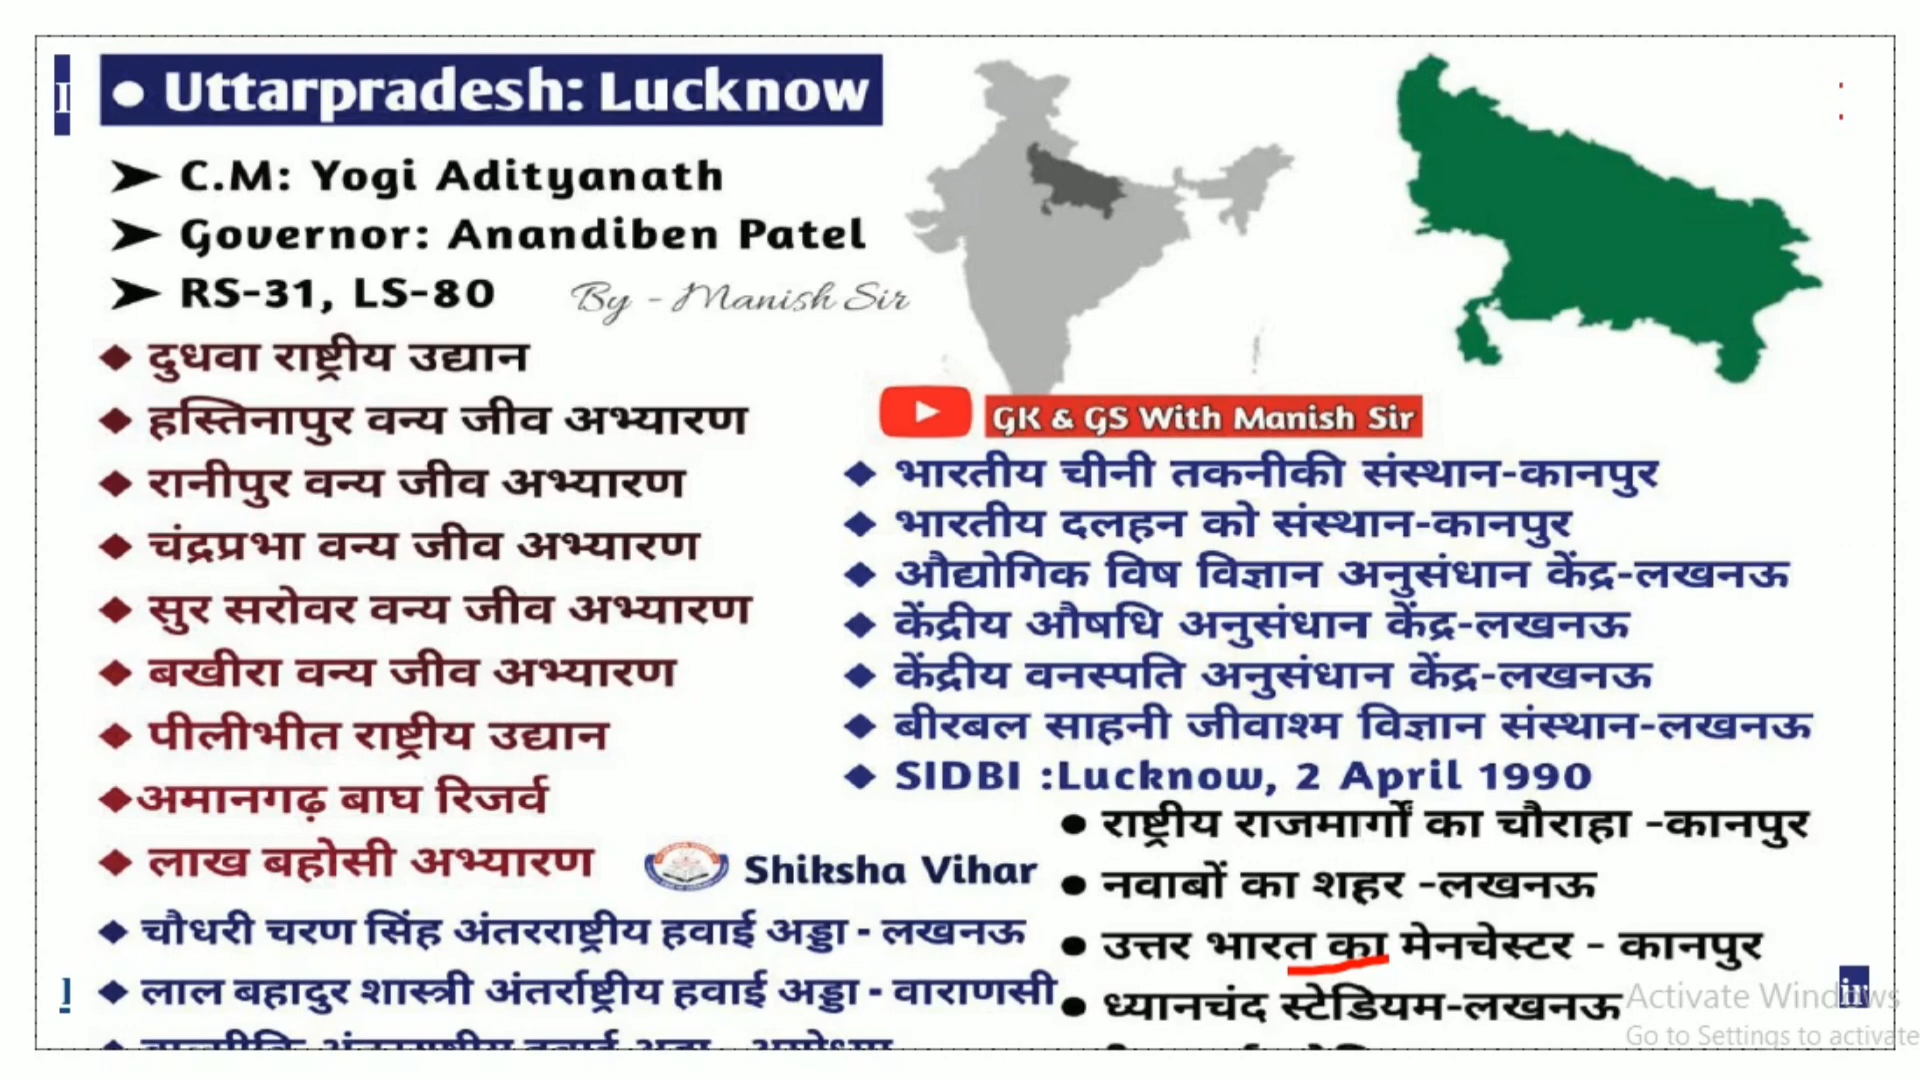 Uttarpradesh: Lucknow
C.M: Yogi Adityanath
Governor: Anandiben Patel
RS-31, LS-80
By - Manish Sir
दुधवा राष्ट्रीय उद्यान
हस्तिनापुर वन्य जीव अभ्यारण
रानीपुर वन्य जीव अभ्यारण
चंद्रप्रभा वन्य जीव अभ्यारण
सुर सरोवर वन्य जीव अभ्यारण
बखीरा वन्य जीव अभ्यारण
पीलीभीत राष्ट्रीय उद्यान
अमानगढ़ बाघ रिजर्व
लाख बहोसी अभ्यारण
Shiksha Vihar
चौधरी चरण सिंह अंतरराष्ट्रीय हवाई अड्डा - लखनऊ
लाल बहादुर शास्त्री अंतर्राष्ट्रीय हवाई अड्डा - वाराणसी
GK & GS With Manish Sir
भारतीय चीनी तकनीकी संस्थान-कानपुर
भारतीय दलहन को संस्थान-कानपुर
औद्योगिक विष विज्ञान अनुसंधान केंद्र-लखनऊ
केंद्रीय औषधि अनुसंधान केंद्र-लखनऊ
केंद्रीय वनस्पति अनुसंधान केंद्र-लखनऊ
बीरबल साहनी जीवाश्म विज्ञान संस्थान-लखनऊ
SIDBI :Lucknow, 2 April 1990
राष्ट्रीय राजमार्गों का चौराहा -कानपुर
नवाबों का शहर -लखनऊ
उत्तर भारत का मेनचेस्टर - कानपुर
ध्यानचंद स्टेडियम-लखनऊ
Activate Windows
Go to Settings to activate